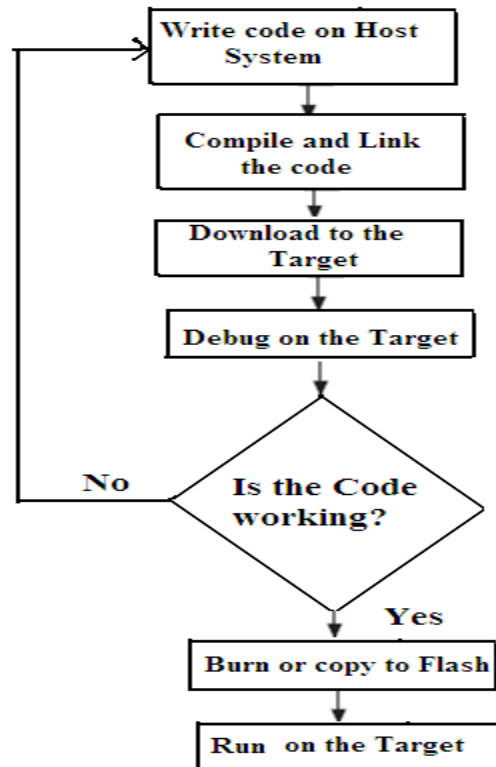 Write code on Host
System
Compile and Link
the code
Download to the
Target
Debug on the Target
No
Is the Code
working?
Yes
Burn or copy to Flash
Run on the Target